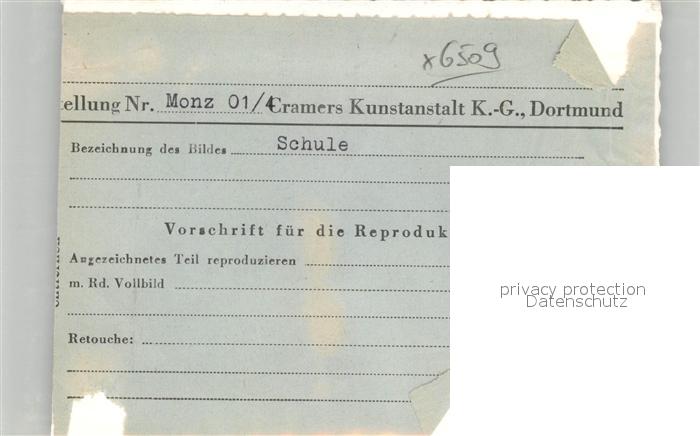 x6509
tellung Nr. Monz 01/4 Cramers Kunstanstalt K.-G., Dortmund
Bezeichnung des Bildes Schule
Vorschrift für die Reproduk
Angezeichnetes Teil reproduzieren
m. Rd. Vollbild
Retouche:
privacy protection
Datenschutz